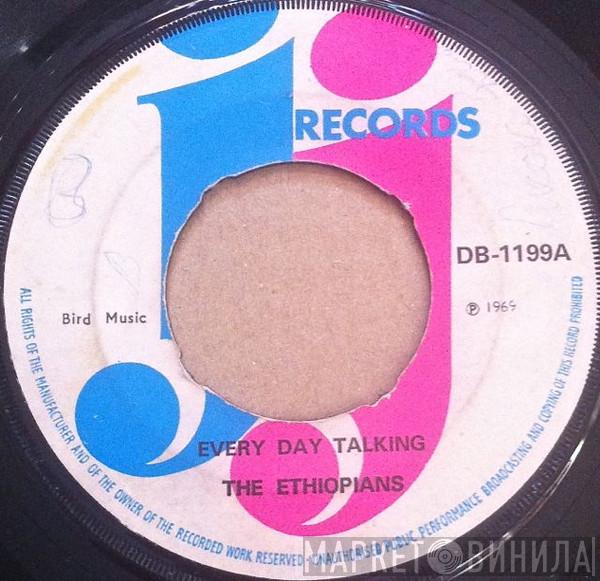 RECORDS
DB-1199A
Bird Music
℗ 1969
EVERY DAY TALKING
THE ETHIOPIANS
ALL RIGHTS OF THE MANUFACTURER AND OF THE OWNER OF THE RECORDED WORK RESERVED - UNAUTHORISED PUBLIC PERFORMANCE BROADCASTING AND COPYING OF THIS RECORD PROHIBITED
МАРКЕТ ВИНИЛА